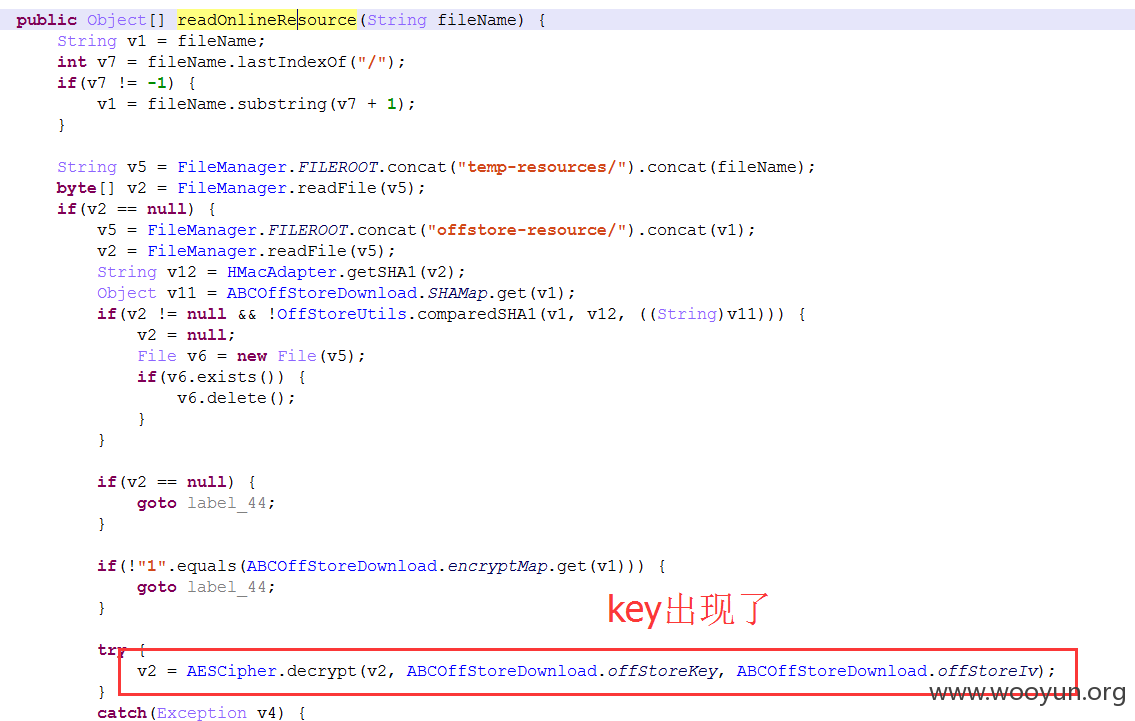 public Object[] readOnlineResource(String fileName) {
    String v1 = fileName;
    int v7 = fileName.lastIndexOf("/");
    if(v7 != -1) {
        v1 = fileName.substring(v7 + 1);
    }

    String v5 = FileManager.FILEROOT.concat("temp-resources/").concat(fileName);
    byte[] v2 = FileManager.readFile(v5);
    if(v2 == null) {
        v5 = FileManager.FILEROOT.concat("offstore-resource/").concat(v1);
        v2 = FileManager.readFile(v5);
        String v12 = HMacAdapter.getSHA1(v2);
        Object v11 = ABCOffStoreDownload.SHAMap.get(v1);
        if(v2 != null && !OffStoreUtils.comparedSHA1(v1, v12, ((String)v11))) {
            v2 = null;
            File v6 = new File(v5);
            if(v6.exists()) {
                v6.delete();
            }
        }

        if(v2 == null) {
            goto label_44;
        }

        if(!"1".equals(ABCOffStoreDownload.encryptMap.get(v1))) {
            goto label_44;
        }
key出现了
        try {
            v2 = AESCipher.decrypt(v2, ABCOffStoreDownload.offStoreKey, ABCOffStoreDownload.offStoreIv);
        }
www.wooyun.org
        catch(Exception v4) {